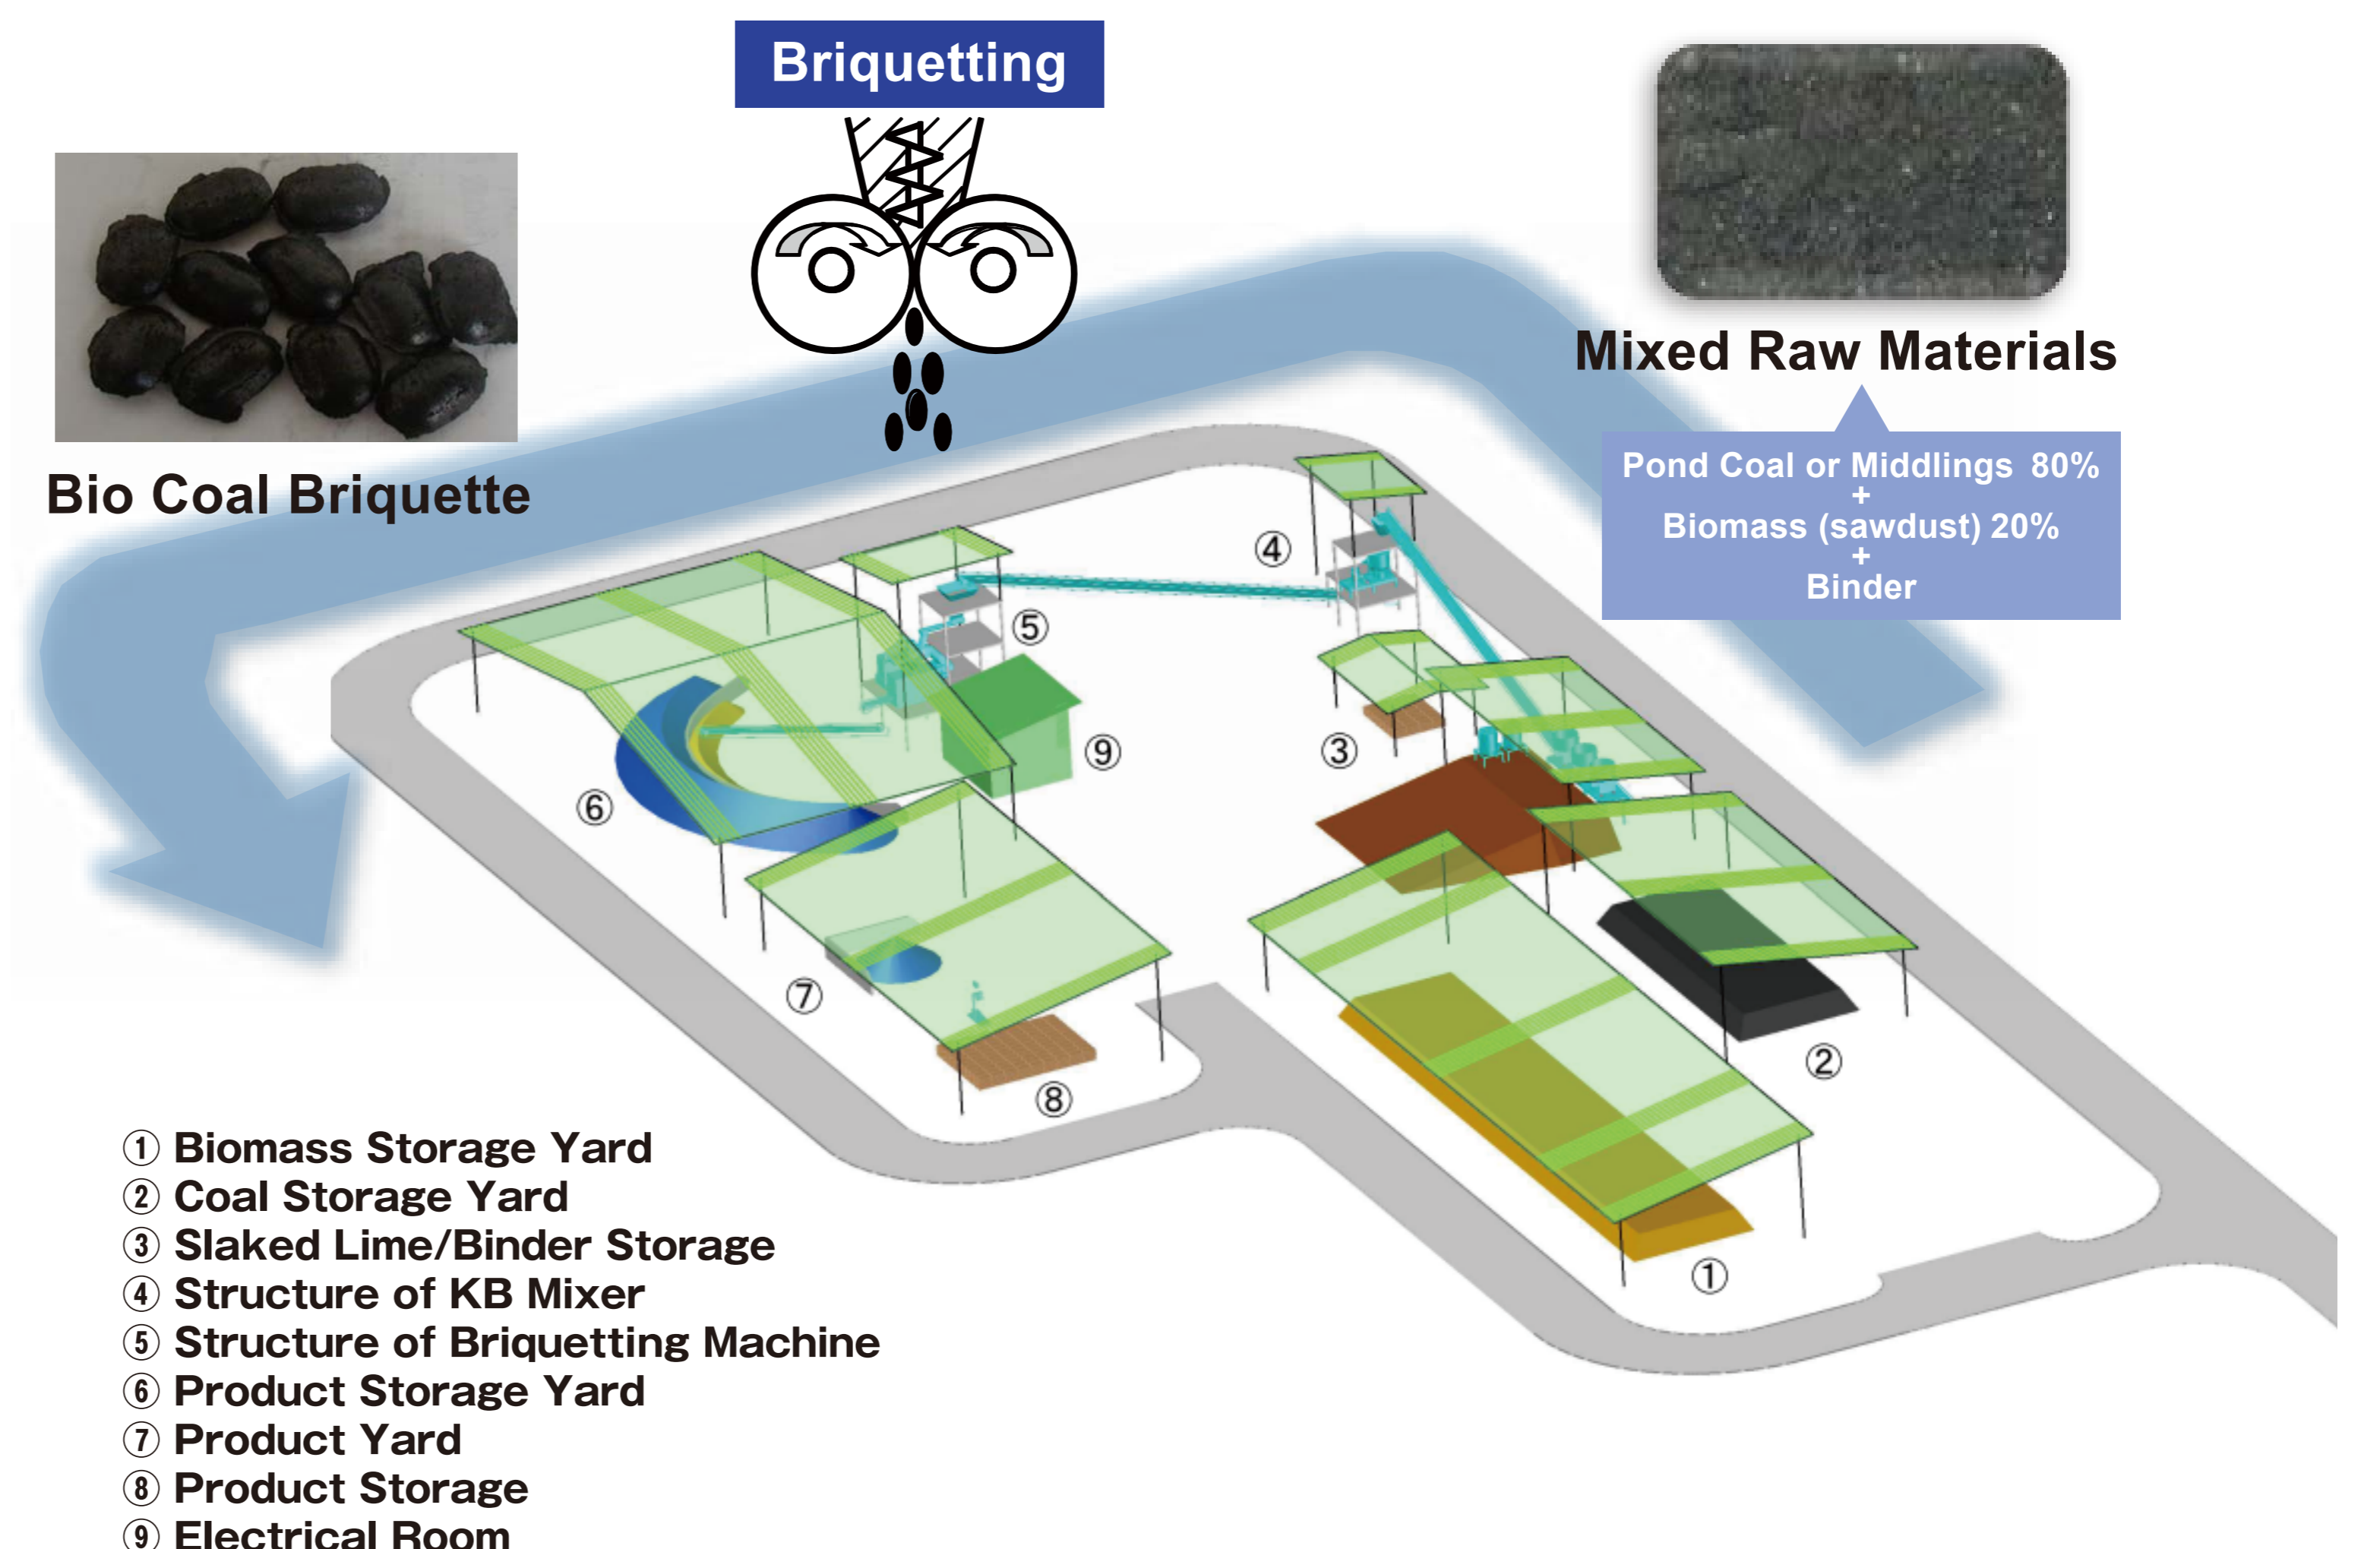 Briquetting
Bio Coal Briquette
Mixed Raw Materials
Pond Coal or Middlings 80%
+
Biomass (sawdust) 20%
+
Binder
④
⑤
③
⑨
⑥
②
⑦
⑧
①
① Biomass Storage Yard
② Coal Storage Yard
③ Slaked Lime/Binder Storage
④ Structure of KB Mixer
⑤ Structure of Briquetting Machine
⑥ Product Storage Yard
⑦ Product Yard
⑧ Product Storage
⑨ Electrical Room